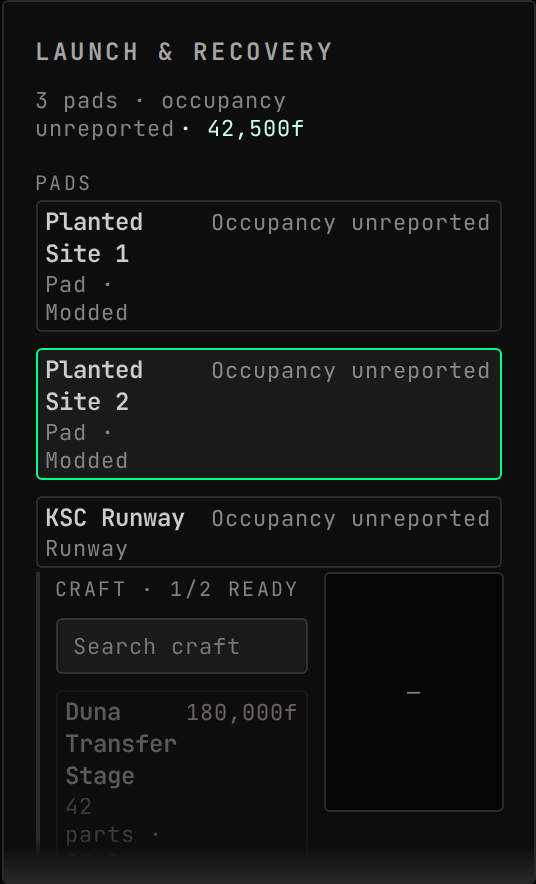 LAUNCH & RECOVERY
3 pads · occupancy
unreported · 42,500f
PADS
Planted Occupancy unreported
Site 1
Pad ·
Modded
Planted Occupancy unreported
Site 2
Pad ·
Modded
KSC Runway Occupancy unreported
Runway
CRAFT · 1/2 READY
Search craft
—
Duna 180,000f
Transfer
Stage
42
parts ·